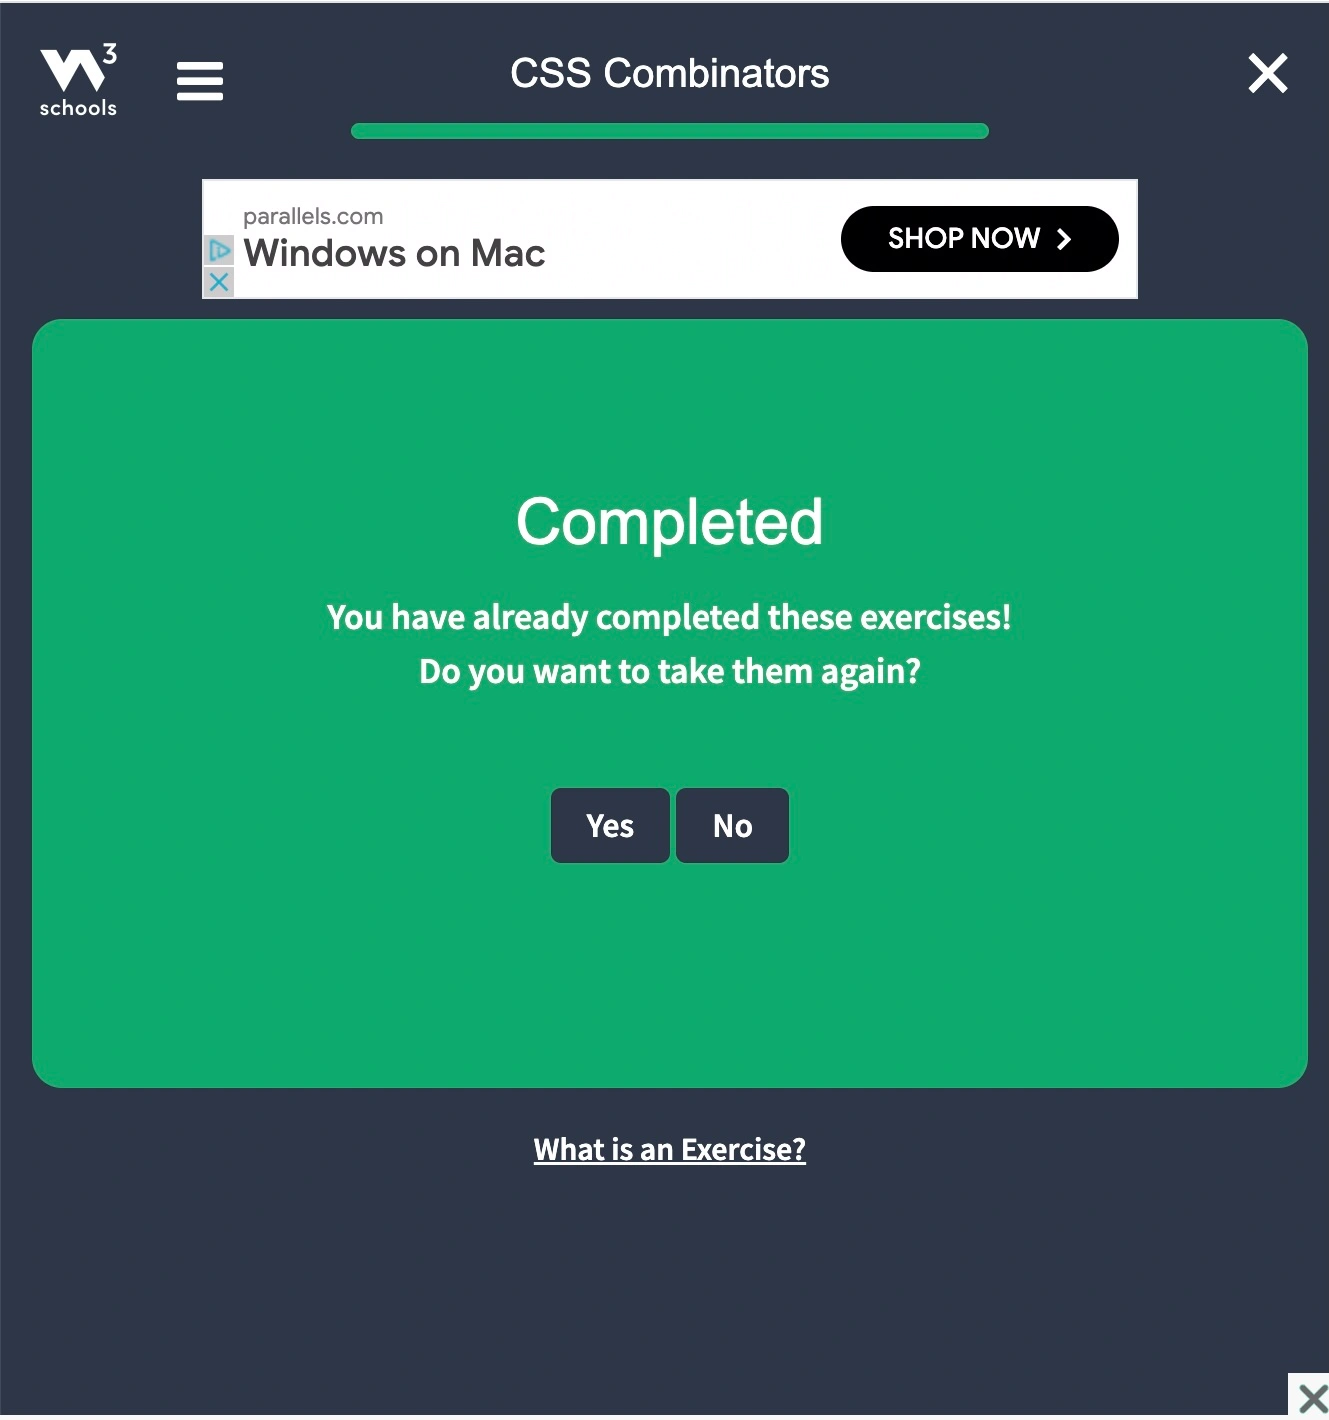 W3
schools
CSS Combinators
parallels.com
Windows on Mac
SHOP NOW
Completed
You have already completed these exercises!
Do you want to take them again?
Yes
No
What is an Exercise?